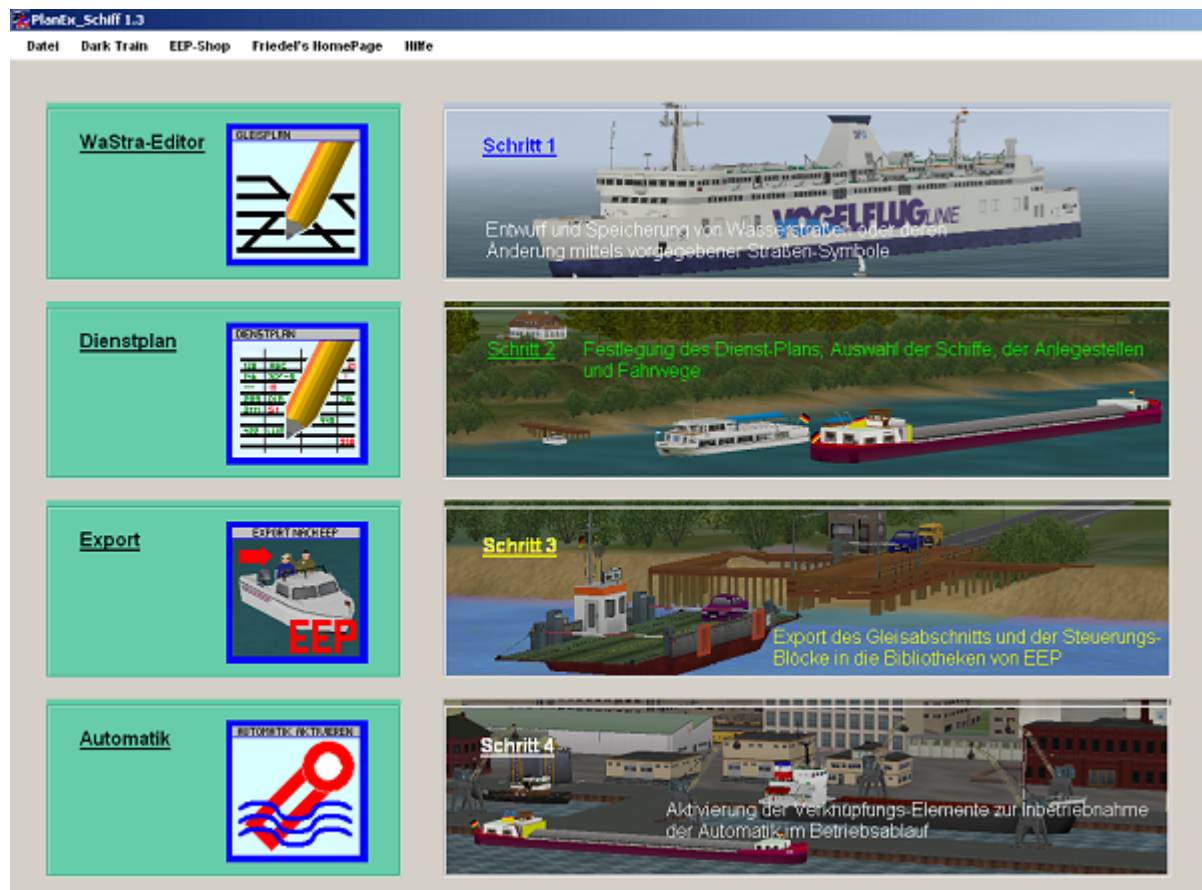 PlanEx_Schiff 1.3
Datei Dark Train EEP-Shop Friedel's HomePage Hilfe
WaStra-Editor
GLEISPLAN
Schritt 1
VOGELFLUGLINIE
Entwurf und Speicherung von Wasserstraßen oder deren
Änderung mittels vorgegebener Straßen-Symbole
Dienstplan
DIENSTPLAN
Schritt 2
Festlegung des Dienst-Plans, Auswahl der Schiffe, der Anlegestellen
und Fahrwege
Export
EXPORT NACH EEP
EEP
Schritt 3
Export des Gleisabschnitts und der Steuerungs-
Blöcke in die Bibliotheken von EEP
Automatik
AUTOMATIK AKTIVIEREN
Schritt 4
Aktivierung der Verknüpfungs-Elemente zur Inbetriebnahme
der Automatik im Betriebsablauf